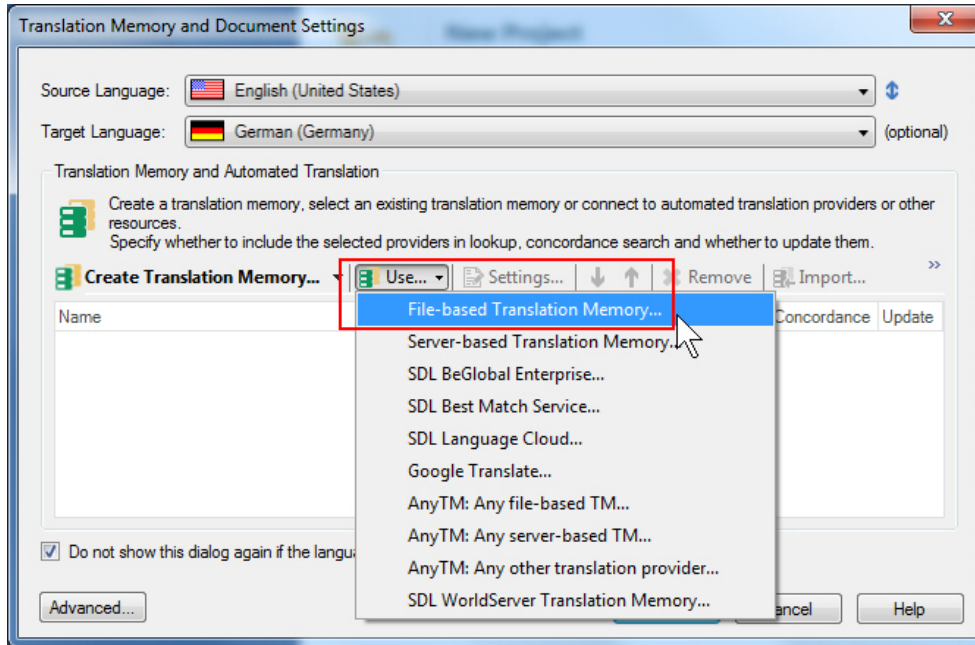 Translation Memory and Document Settings
New Project
Source Language: English (United States)
Target Language: German (Germany) (optional)
Translation Memory and Automated Translation
Create a translation memory, select an existing translation memory or connect to automated translation providers or other
resources.
Specify whether to include the selected providers in lookup, concordance search and whether to update them.
Create Translation Memory... Use... Settings... Remove Import... »
Name Concordance Update
File-based Translation Memory...
Server-based Translation Memory...
SDL BeGlobal Enterprise...
SDL Best Match Service...
SDL Language Cloud...
Google Translate...
AnyTM: Any file-based TM...
AnyTM: Any server-based TM...
AnyTM: Any other translation provider...
SDL WorldServer Translation Memory...
Do not show this dialog again if the langu
Advanced... ancel Help